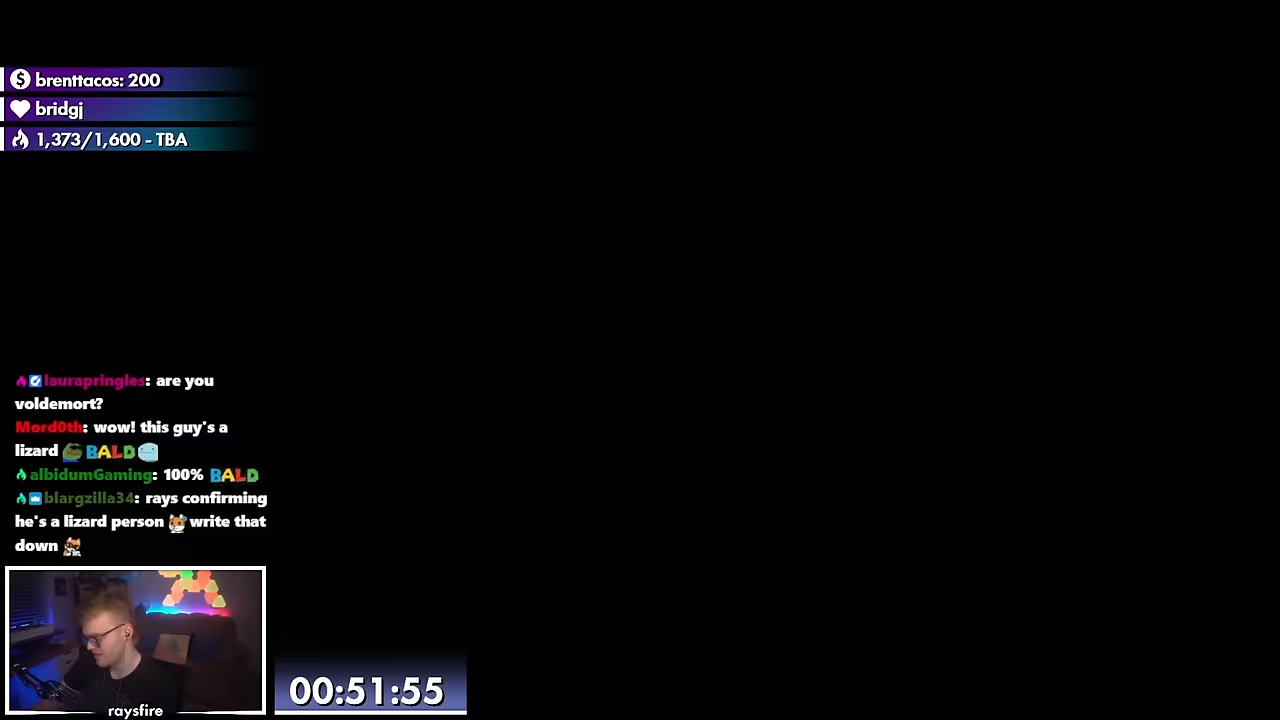 brenttacos: 200
bridgj
1,373/1,600 - TBA
laurapringles: are you
voldemort?
Mord0th: wow! this guy's a
lizard BALD
albidumGaming: 100% BALD
blargzilla34: rays confirming
he's a lizard person write that
down
raysfire
00:51:55